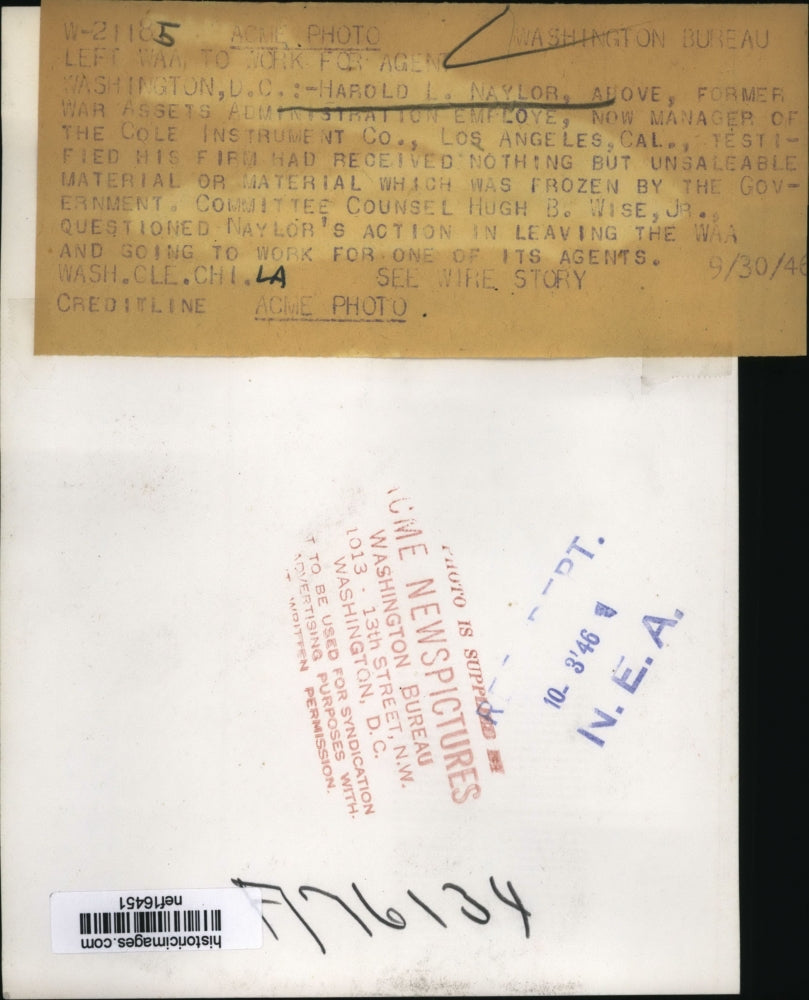 W-21185 ACME PHOTO WASHINGTON BUREAU
LEFT WAA TO WORK FOR AGENT
WASHINGTON, D.C.:-HAROLD L. NAYLOR, ABOVE, FORMER
WAR ASSETS ADMINISTRATION EMPLOYE, NOW MANAGER OF
THE COLE INSTRUMENT CO., LOS ANGELES, CAL., TESTI-
FIED HIS FIRM HAD RECEIVED NOTHING BUT UNSALEABLE
MATERIAL OR MATERIAL WHICH WAS FROZEN BY THE GOV-
ERNMENT. COMMITTEE COUNSEL HUGH B. WISE, JR.,
QUESTIONED NAYLOR'S ACTION IN LEAVING THE WAA
AND GOING TO WORK FOR ONE OF ITS AGENTS. 9/30/46
WASH.CLE.CHI.LA SEE WIRE STORY
CREDITLINE ACME PHOTO.
PHOTO IS SUPPLIED BY
ACME NEWSPICTURES
WASHINGTON BUREAU
1013 - 13th STREET, N.W.
WASHINGTON, D.C.
T TO BE USED FOR SYNDICATION
ADVERTISING PURPOSES WITH-
WRITTEN PERMISSION.
10- 3'46
N.E.A.
historicimages.com
nef16451